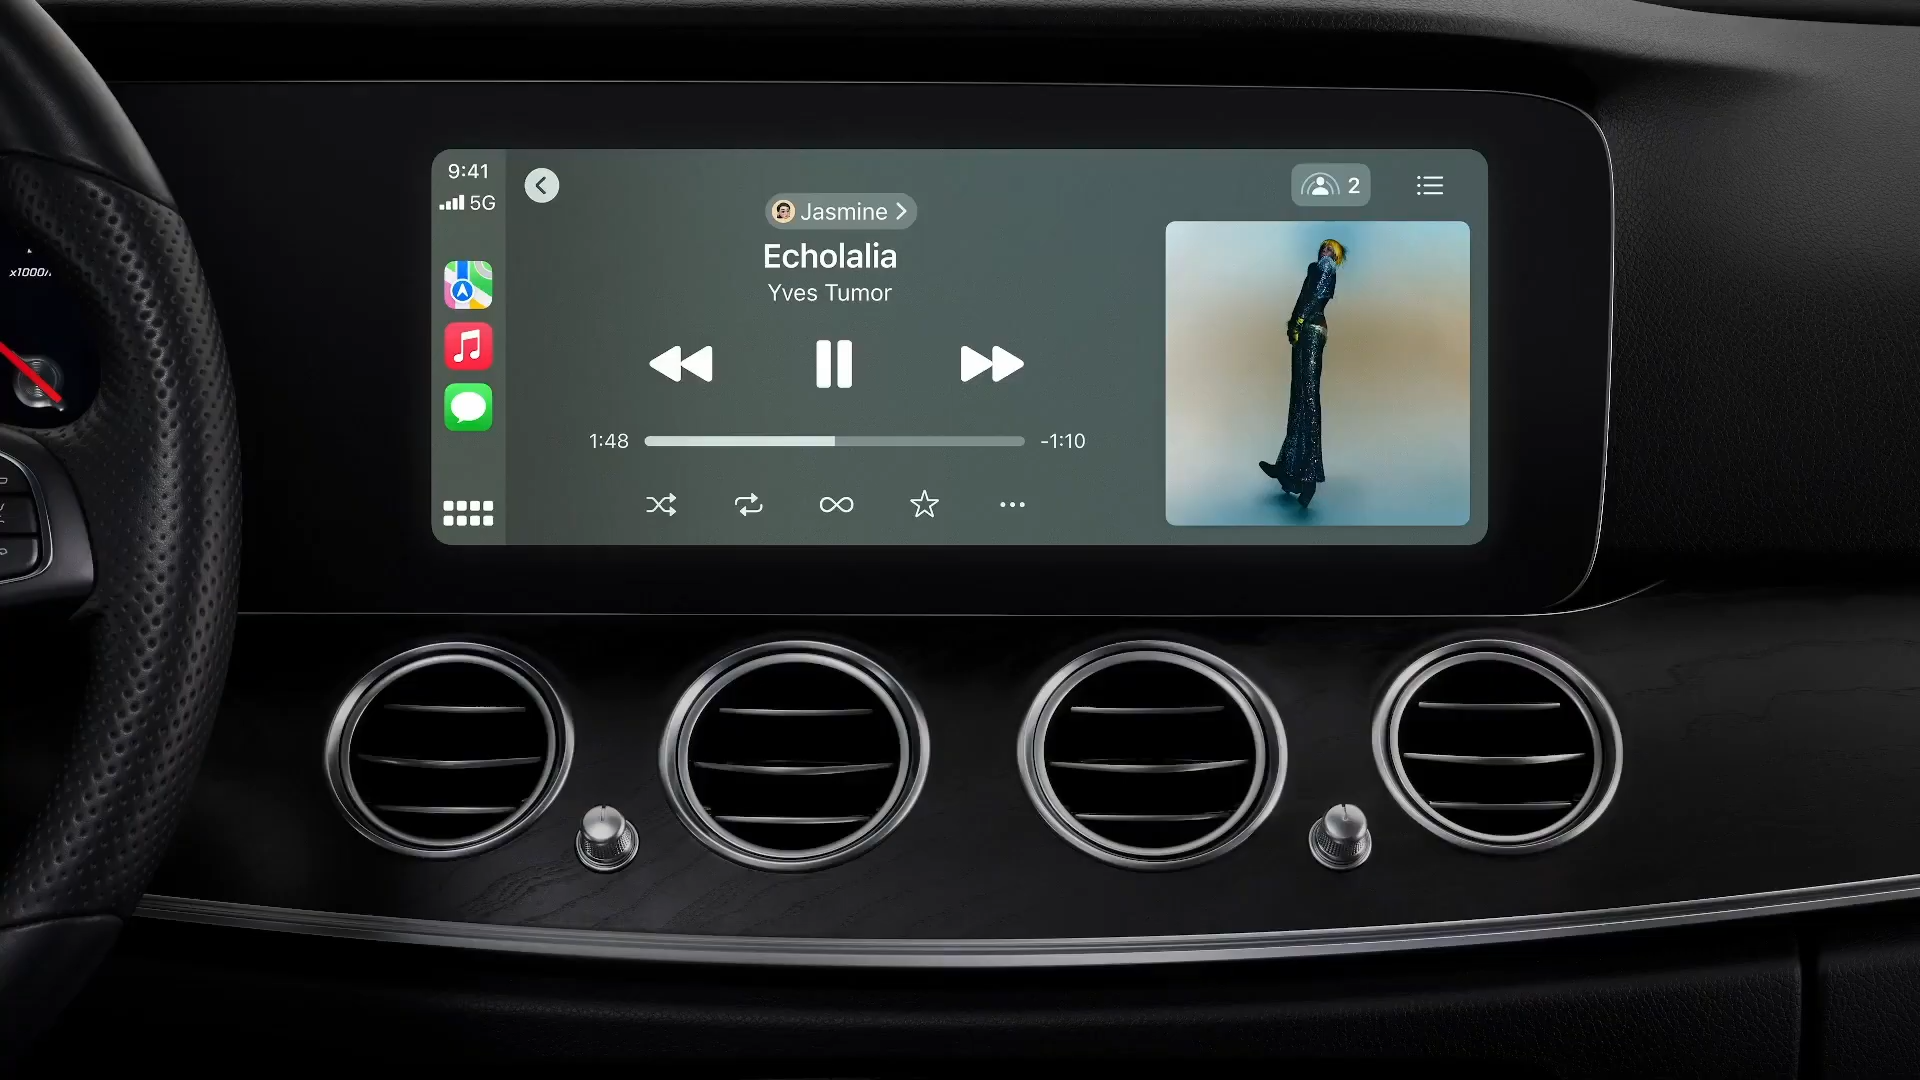 9:41
5G
Jasmine
Echolalia
Yves Tumor
1:48
-1:10
2
x1000/